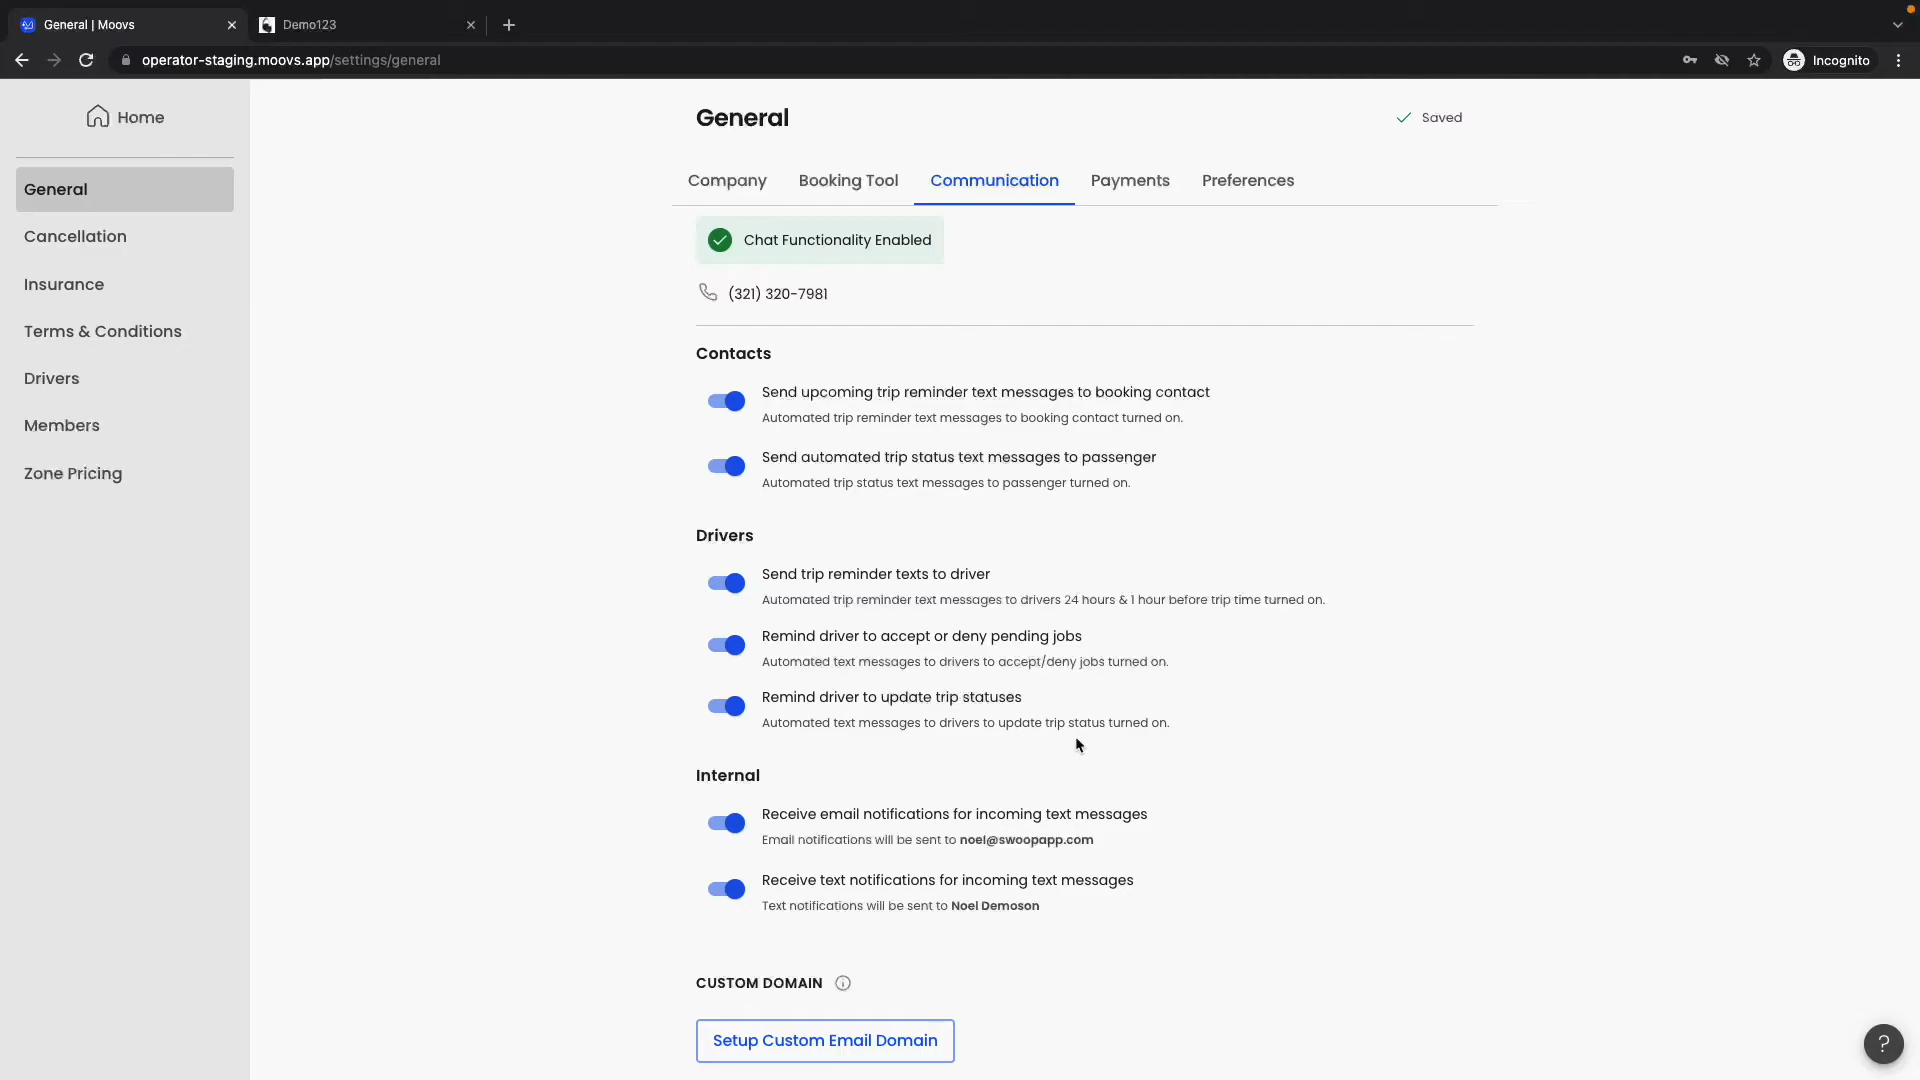 General | Moovs
Demo123
operator-staging.moovs.app/settings/general
Incognito
Home
General
Cancellation
Insurance
Terms & Conditions
Drivers
Members
Zone Pricing
General
Saved
Company
Booking Tool
Communication
Payments
Preferences
Chat Functionality Enabled
(321) 320-7981
Contacts
Send upcoming trip reminder text messages to booking contact
Automated trip reminder text messages to booking contact turned on.
Send automated trip status text messages to passenger
Automated trip status text messages to passenger turned on.
Drivers
Send trip reminder texts to driver
Automated trip reminder text messages to drivers 24 hours & 1 hour before trip time turned on.
Remind driver to accept or deny pending jobs
Automated text messages to drivers to accept/deny jobs turned on.
Remind driver to update trip statuses
Automated text messages to drivers to update trip status turned on.
Internal
Receive email notifications for incoming text messages
Email notifications will be sent to noel@swoopapp.com
Receive text notifications for incoming text messages
Text notifications will be sent to Noel Demoson
CUSTOM DOMAIN
Setup Custom Email Domain
?